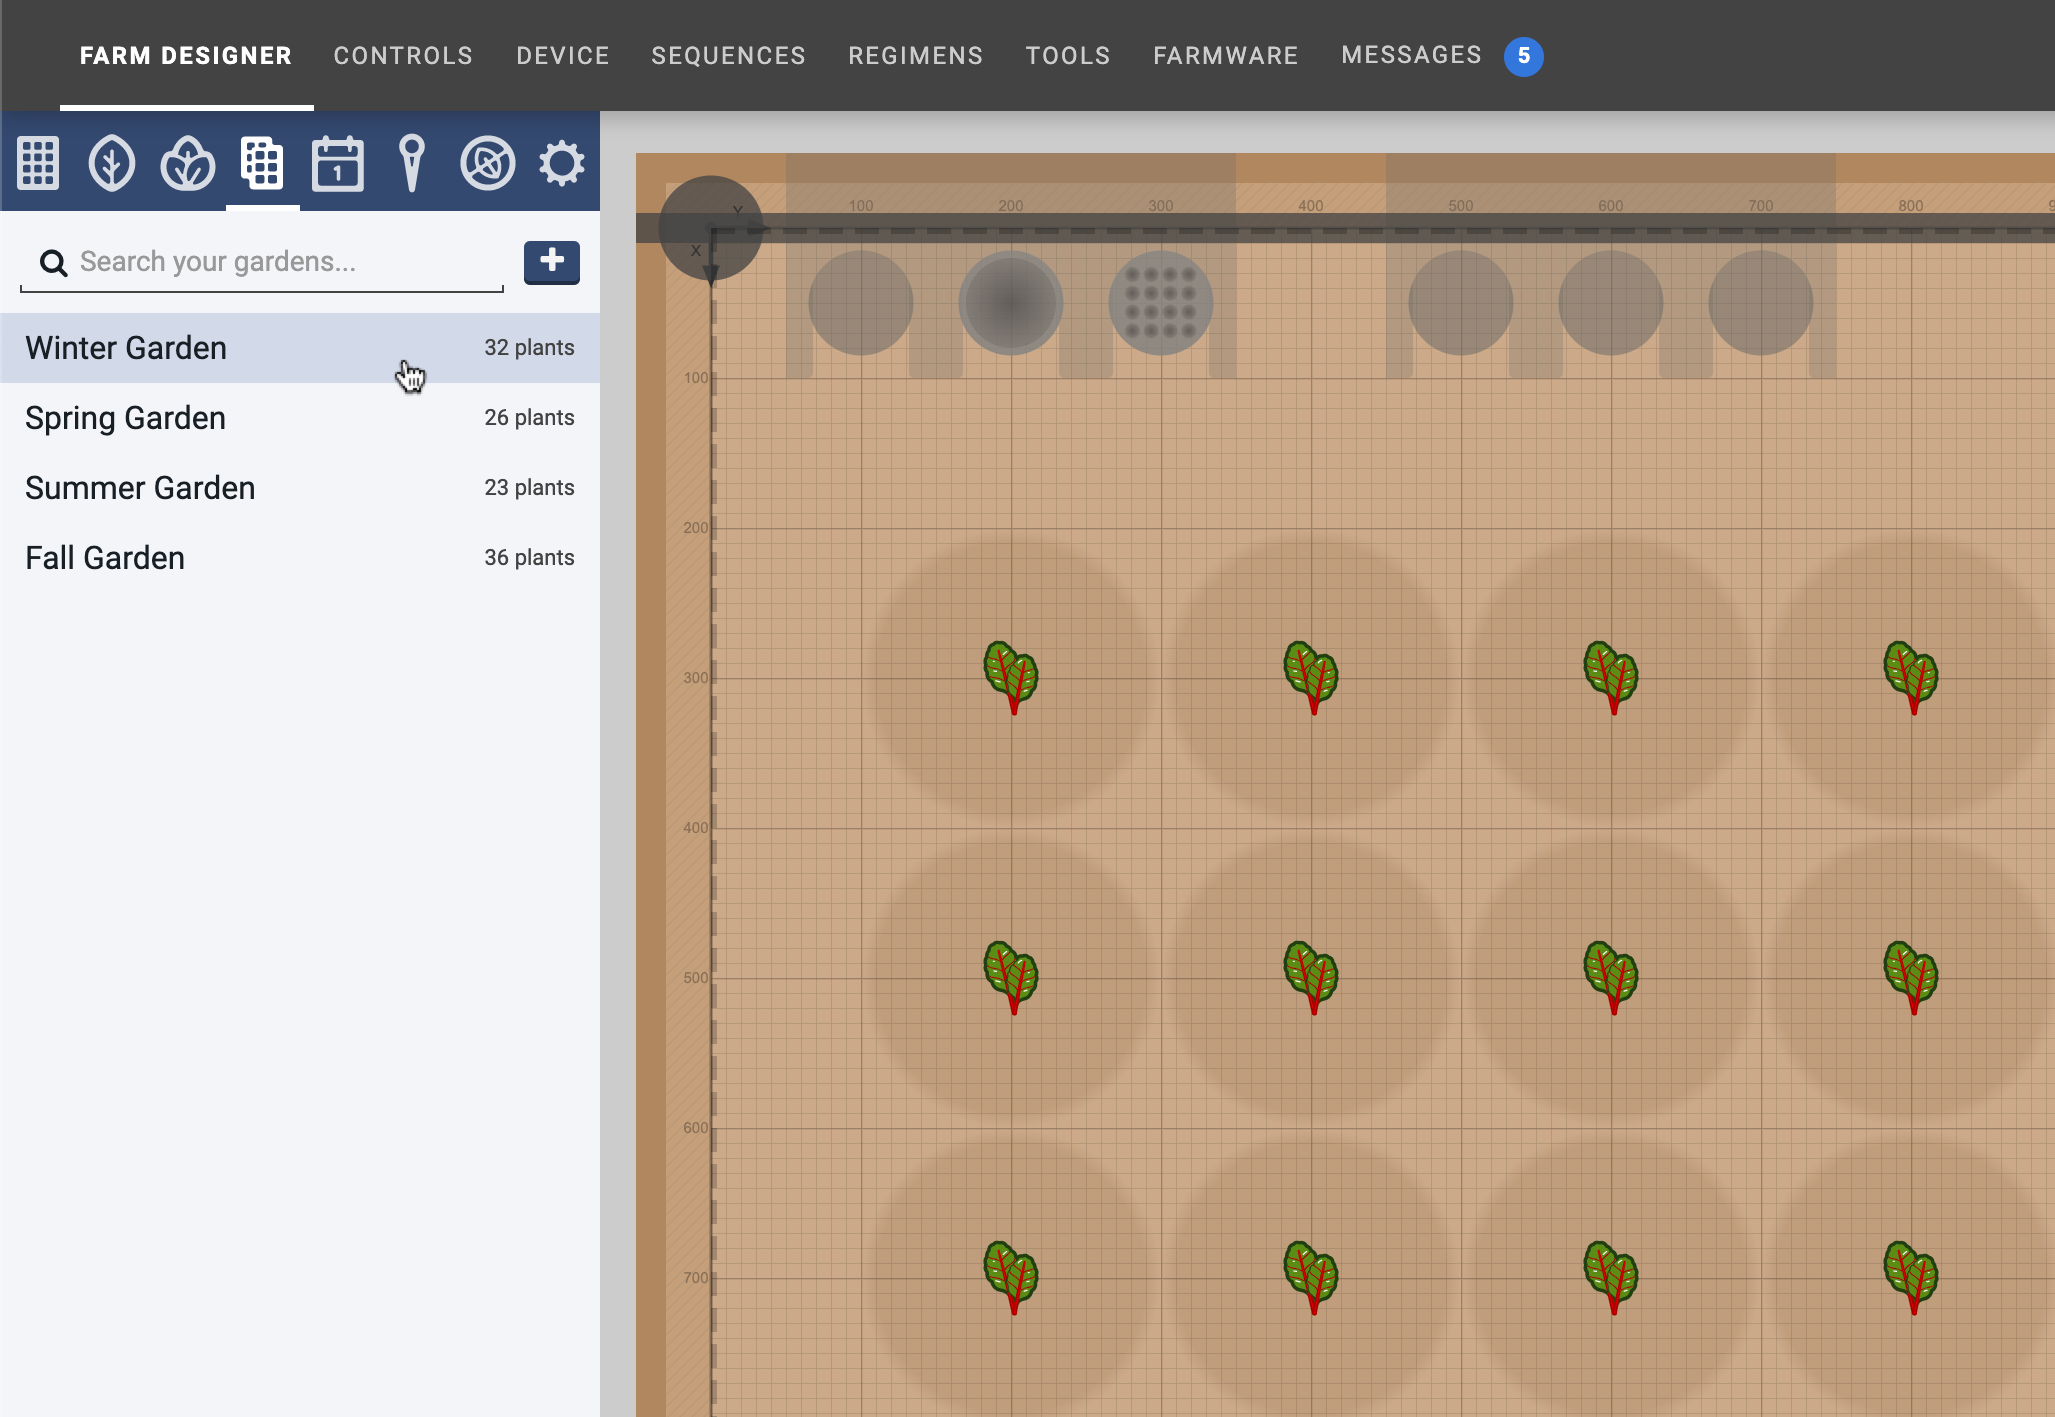 FARM DESIGNER CONTROLS DEVICE SEQUENCES REGIMENS TOOLS FARMWARE MESSAGES 5
1
Search your gardens...
Winter Garden 32 plants
Spring Garden 26 plants
Summer Garden 23 plants
Fall Garden 36 plants
100 200 300 400 500 600 700 800
Y
X
100
200
300
400
500
600
700